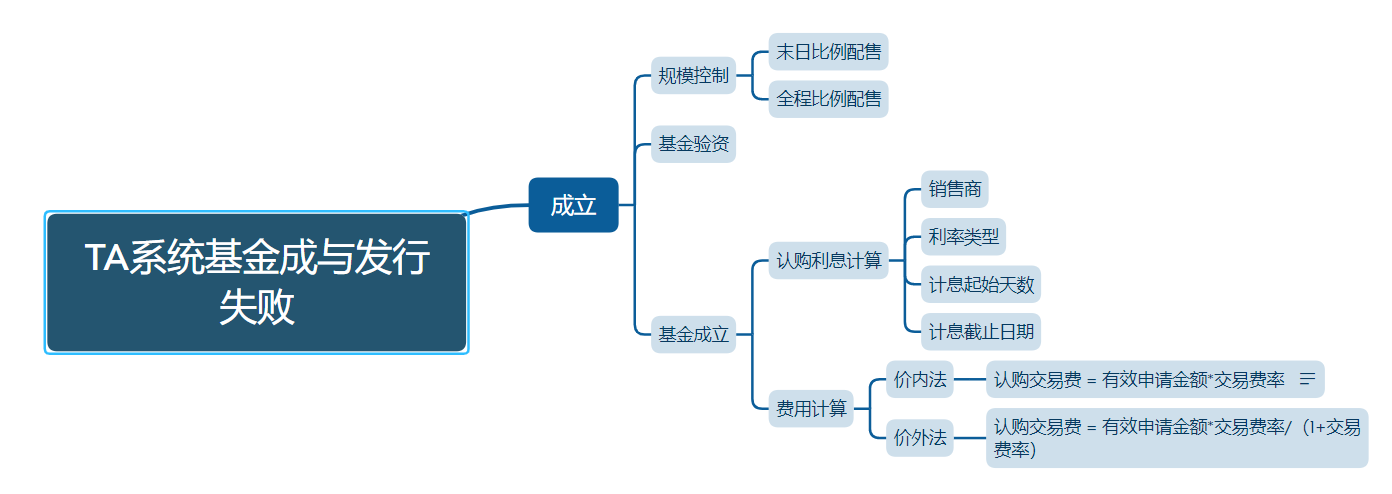 TA系统基金成与发行
失败
成立
规模控制
末日比例配售
全程比例配售
基金验资
基金成立
认购利息计算
销售商
利率类型
计息起始天数
计息截止日期
费用计算
价内法
认购交易费 = 有效申请金额*交易费率
价外法
认购交易费 = 有效申请金额*交易费率/（1+交易
费率）